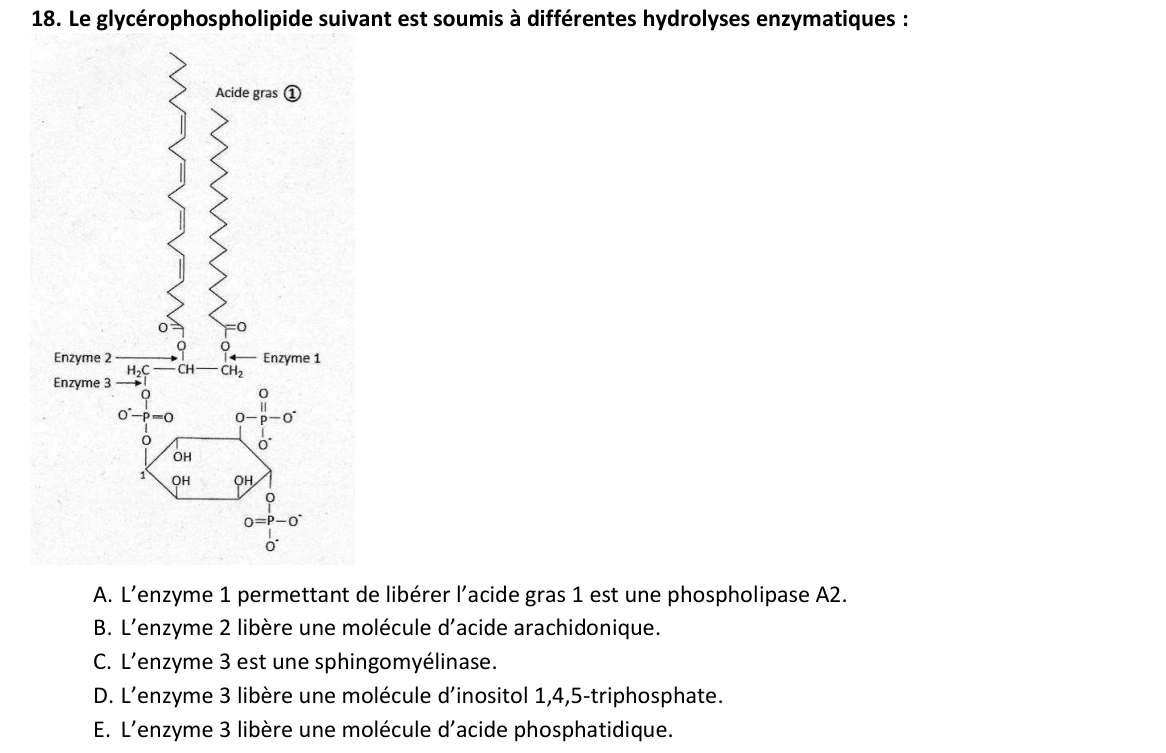 18. Le glycérophospholipide suivant est soumis à différentes hydrolyses enzymatiques :
Acide gras ①
O
O
O
O
Enzyme 2
Enzyme 1
H₂C
CH
CH₂
Enzyme 3
O
O
O⁻-P=O
O-P-O⁻
O
O⁻
OH
1
OH
OH
O
O=P-O⁻
O⁻
A. L’enzyme 1 permettant de libérer l’acide gras 1 est une phospholipase A2.
B. L’enzyme 2 libère une molécule d’acide arachidonique.
C. L’enzyme 3 est une sphingomyélinase.
D. L’enzyme 3 libère une molécule d’inositol 1,4,5-triphosphate.
E. L’enzyme 3 libère une molécule d’acide phosphatidique.